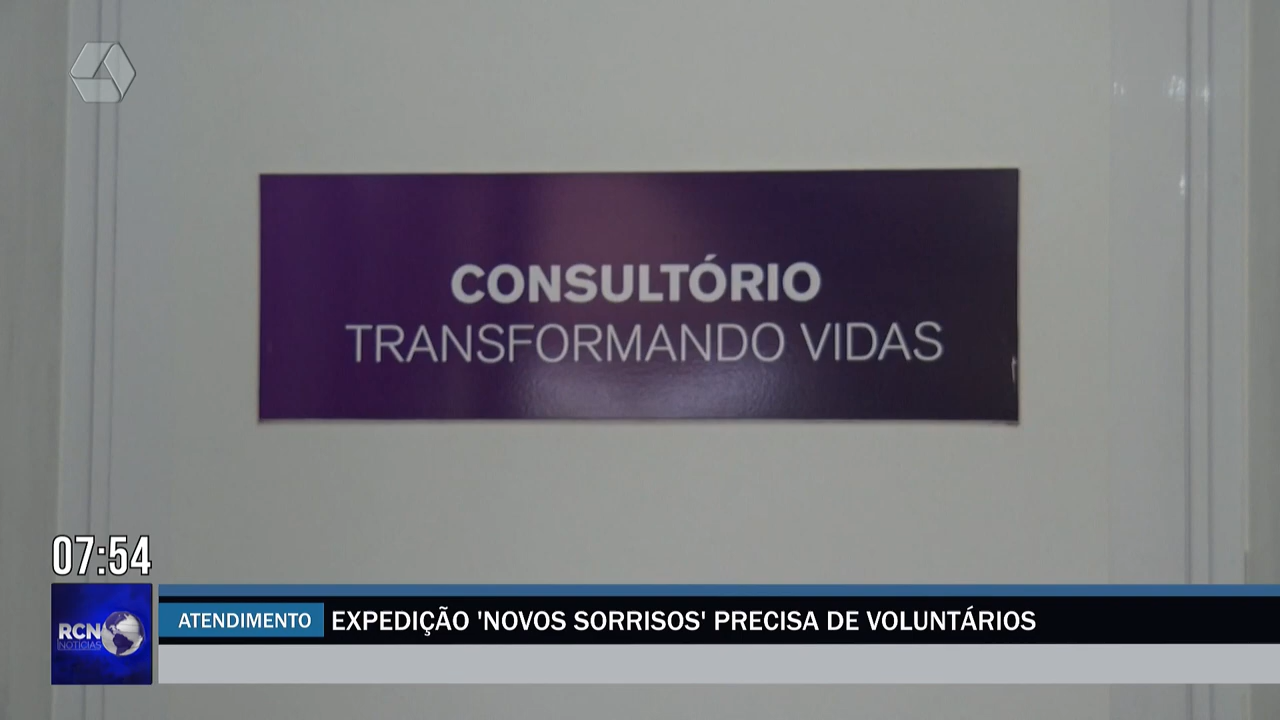 CONSULTÓRIO
TRANSFORMANDO VIDAS
07:54
RCN
NOTÍCIAS
ATENDIMENTO
EXPEDIÇÃO 'NOVOS SORRISOS' PRECISA DE VOLUNTÁRIOS